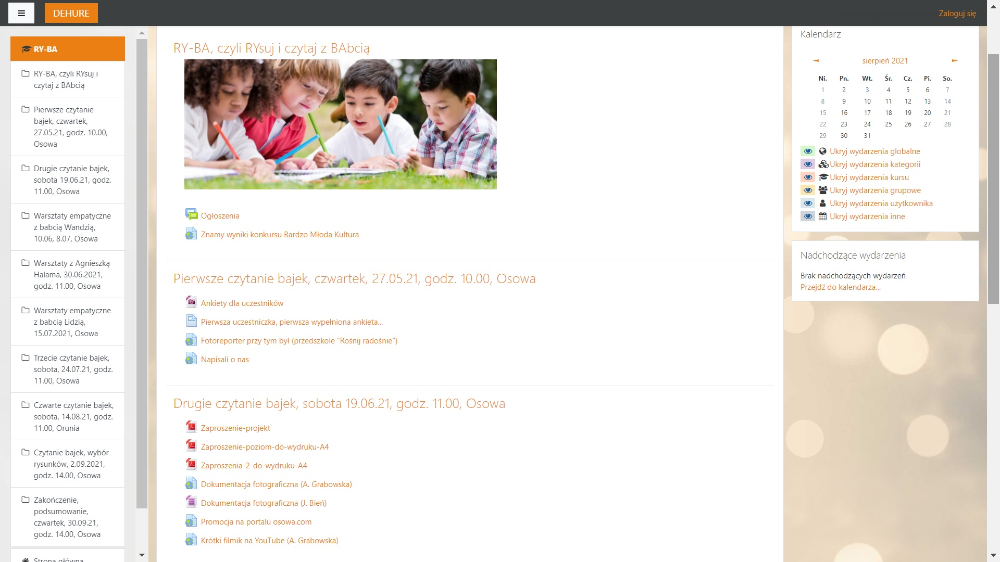 DEHURE
Zaloguj się
RY-BA
RY-BA, czyli RYsuj i
czytaj z BAbcią
Pierwsze czytanie
bajek, czwartek,
27.05.21, godz. 10.00,
Osowa
Drugie czytanie bajek,
sobota 19.06.21, godz.
11.00, Osowa
Warsztaty empatyczne
z babcią Wandzią,
10.06, 8.07, Osowa
Warsztaty z Agnieszką
Halama, 30.06.2021,
godz. 11.00, Osowa
Warsztaty empatyczne
z babcią Lidzią,
15.07.2021, Osowa
Trzecie czytanie bajek,
sobota, 24.07.21, godz.
11.00, Osowa
Czwarte czytanie bajek,
sobota, 14.08.21, godz.
11.00, Orunia
Czytanie bajek, wybór
rysunków, 2.09.2021,
godz. 14.00, Osowa
Zakończenie,
podsumowanie,
czwartek, 30.09.21,
godz. 14.00, Osowa
Strona główna
RY-BA, czyli RYsuj i czytaj z BAbcią
Ogłoszenia
Znamy wyniki konkursu Bardzo Młoda Kultura
Pierwsze czytanie bajek, czwartek, 27.05.21, godz. 10.00, Osowa
Ankiety dla uczestników
Pierwsza uczestniczka, pierwsza wypełniona ankieta...
Fotoreporter przy tym był (przedszkole "Rośnij radośnie")
Napisali o nas
Drugie czytanie bajek, sobota 19.06.21, godz. 11.00, Osowa
Zaproszenie-projekt
Zaproszenie-poziom-do-wydruku-A4
Zaproszenia-2-do-wydruku-A4
Dokumentacja fotograficzna (A. Grabowska)
Dokumentacja fotograficzna (J. Bień)
Promocja na portalu osowa.com
Krótki filmik na YouTube (A. Grabowska)
Kalendarz
◄ sierpień 2021 ►
Ni. Pn. Wt. Śr. Cz. Pi. So.
1 2 3 4 5 6 7
8 9 10 11 12 13 14
15 16 17 18 19 20 21
22 23 24 25 26 27 28
29 30 31
Ukryj wydarzenia globalne
Ukryj wydarzenia kategorii
Ukryj wydarzenia kursu
Ukryj wydarzenia grupowe
Ukryj wydarzenia użytkownika
Ukryj wydarzenia inne
Nadchodzące wydarzenia
Brak nadchodzących wydarzeń
Przejdź do kalendarza...